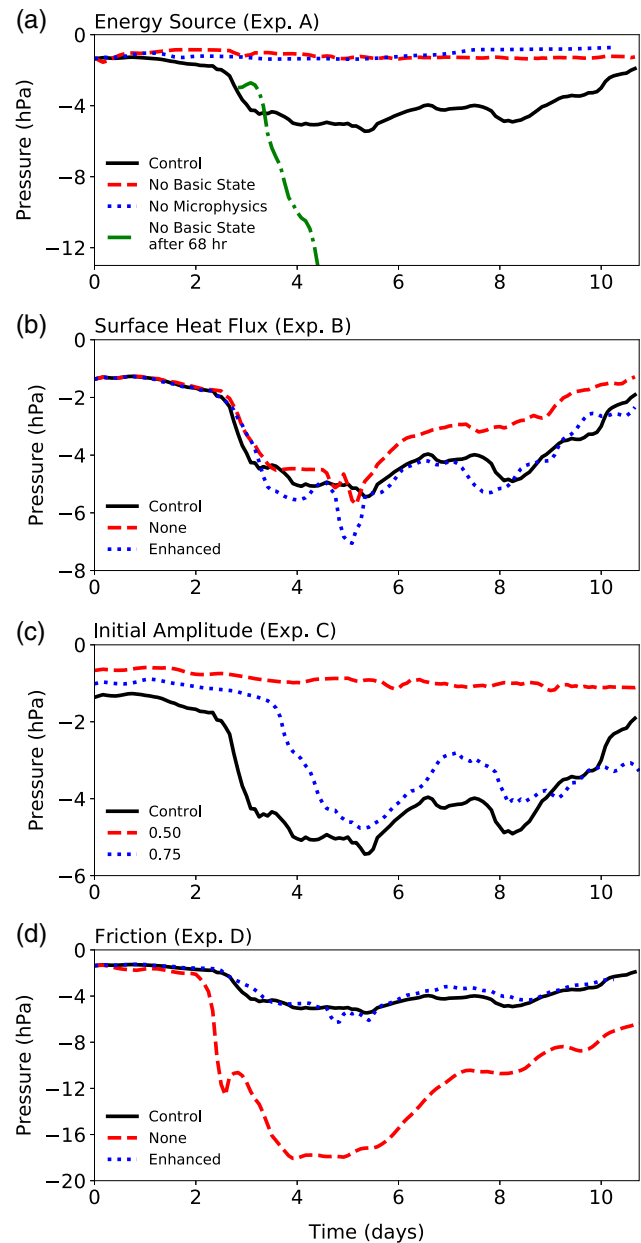 (a)
Energy Source (Exp. A)
0
−4
−8
−12
Pressure (hPa)
Control
No Basic State
No Microphysics
No Basic State
after 68 hr
0
2
4
6
8
10
(b)
Surface Heat Flux (Exp. B)
0
−2
−4
−6
−8
Pressure (hPa)
Control
None
Enhanced
0
2
4
6
8
10
(c)
Initial Amplitude (Exp. C)
0
−2
−4
−6
Pressure (hPa)
Control
0.50
0.75
0
2
4
6
8
10
(d)
Friction (Exp. D)
0
−4
−8
−12
−16
−20
Pressure (hPa)
Control
None
Enhanced
0
2
4
6
8
10
Time (days)